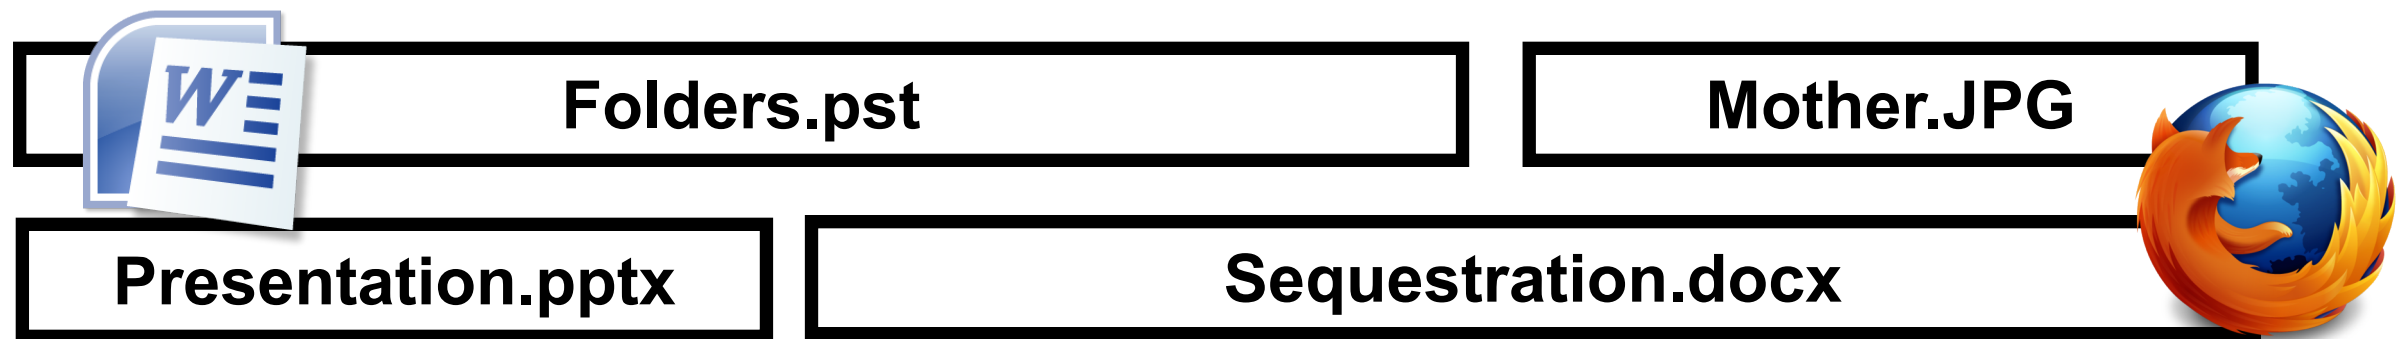 W
Folders.pst
Mother.JPG
Presentation.pptx
Sequestration.docx